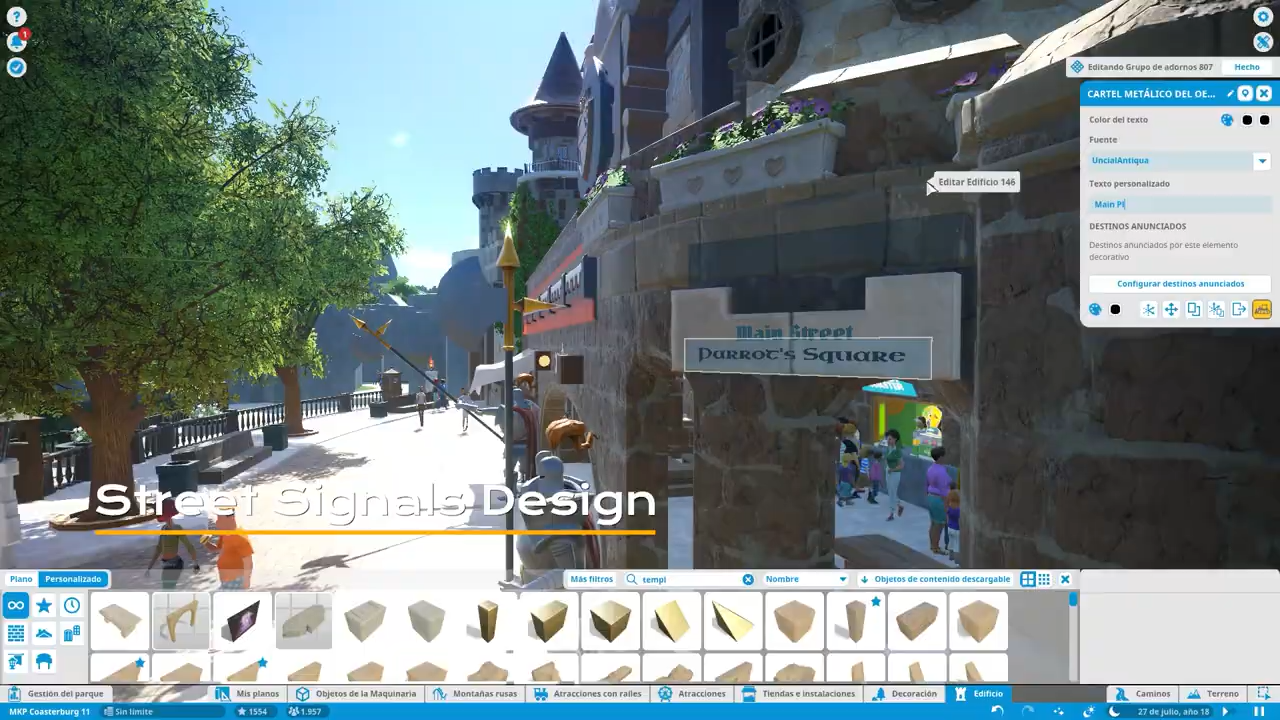 ?
1
Editando Grupo de adornos 807
Hecho
CARTEL METÁLICO DEL OE...
Color del texto
Fuente
UncialAntiqua
Texto personalizado
Main Pl
DESTINOS ANUNCIADOS
Destinos anunciados por este elemento
decorativo
Configurar destinos anunciados
Editar Edificio 146
Main Street
Parrot's Square
Street Signals Design
Plano
Personalizado
Más filtros
templ
Nombre
Objetos de contenido descargable
Gestión del parque
Mis planos
Objetos de la Maquinaria
Montañas rusas
Atracciones con raíles
Atracciones
Tiendas e instalaciones
Decoración
Edificio
Caminos
Terreno
MKP Coasterburg 11
Sin límite
1554
1.957
27 de julio, año 18